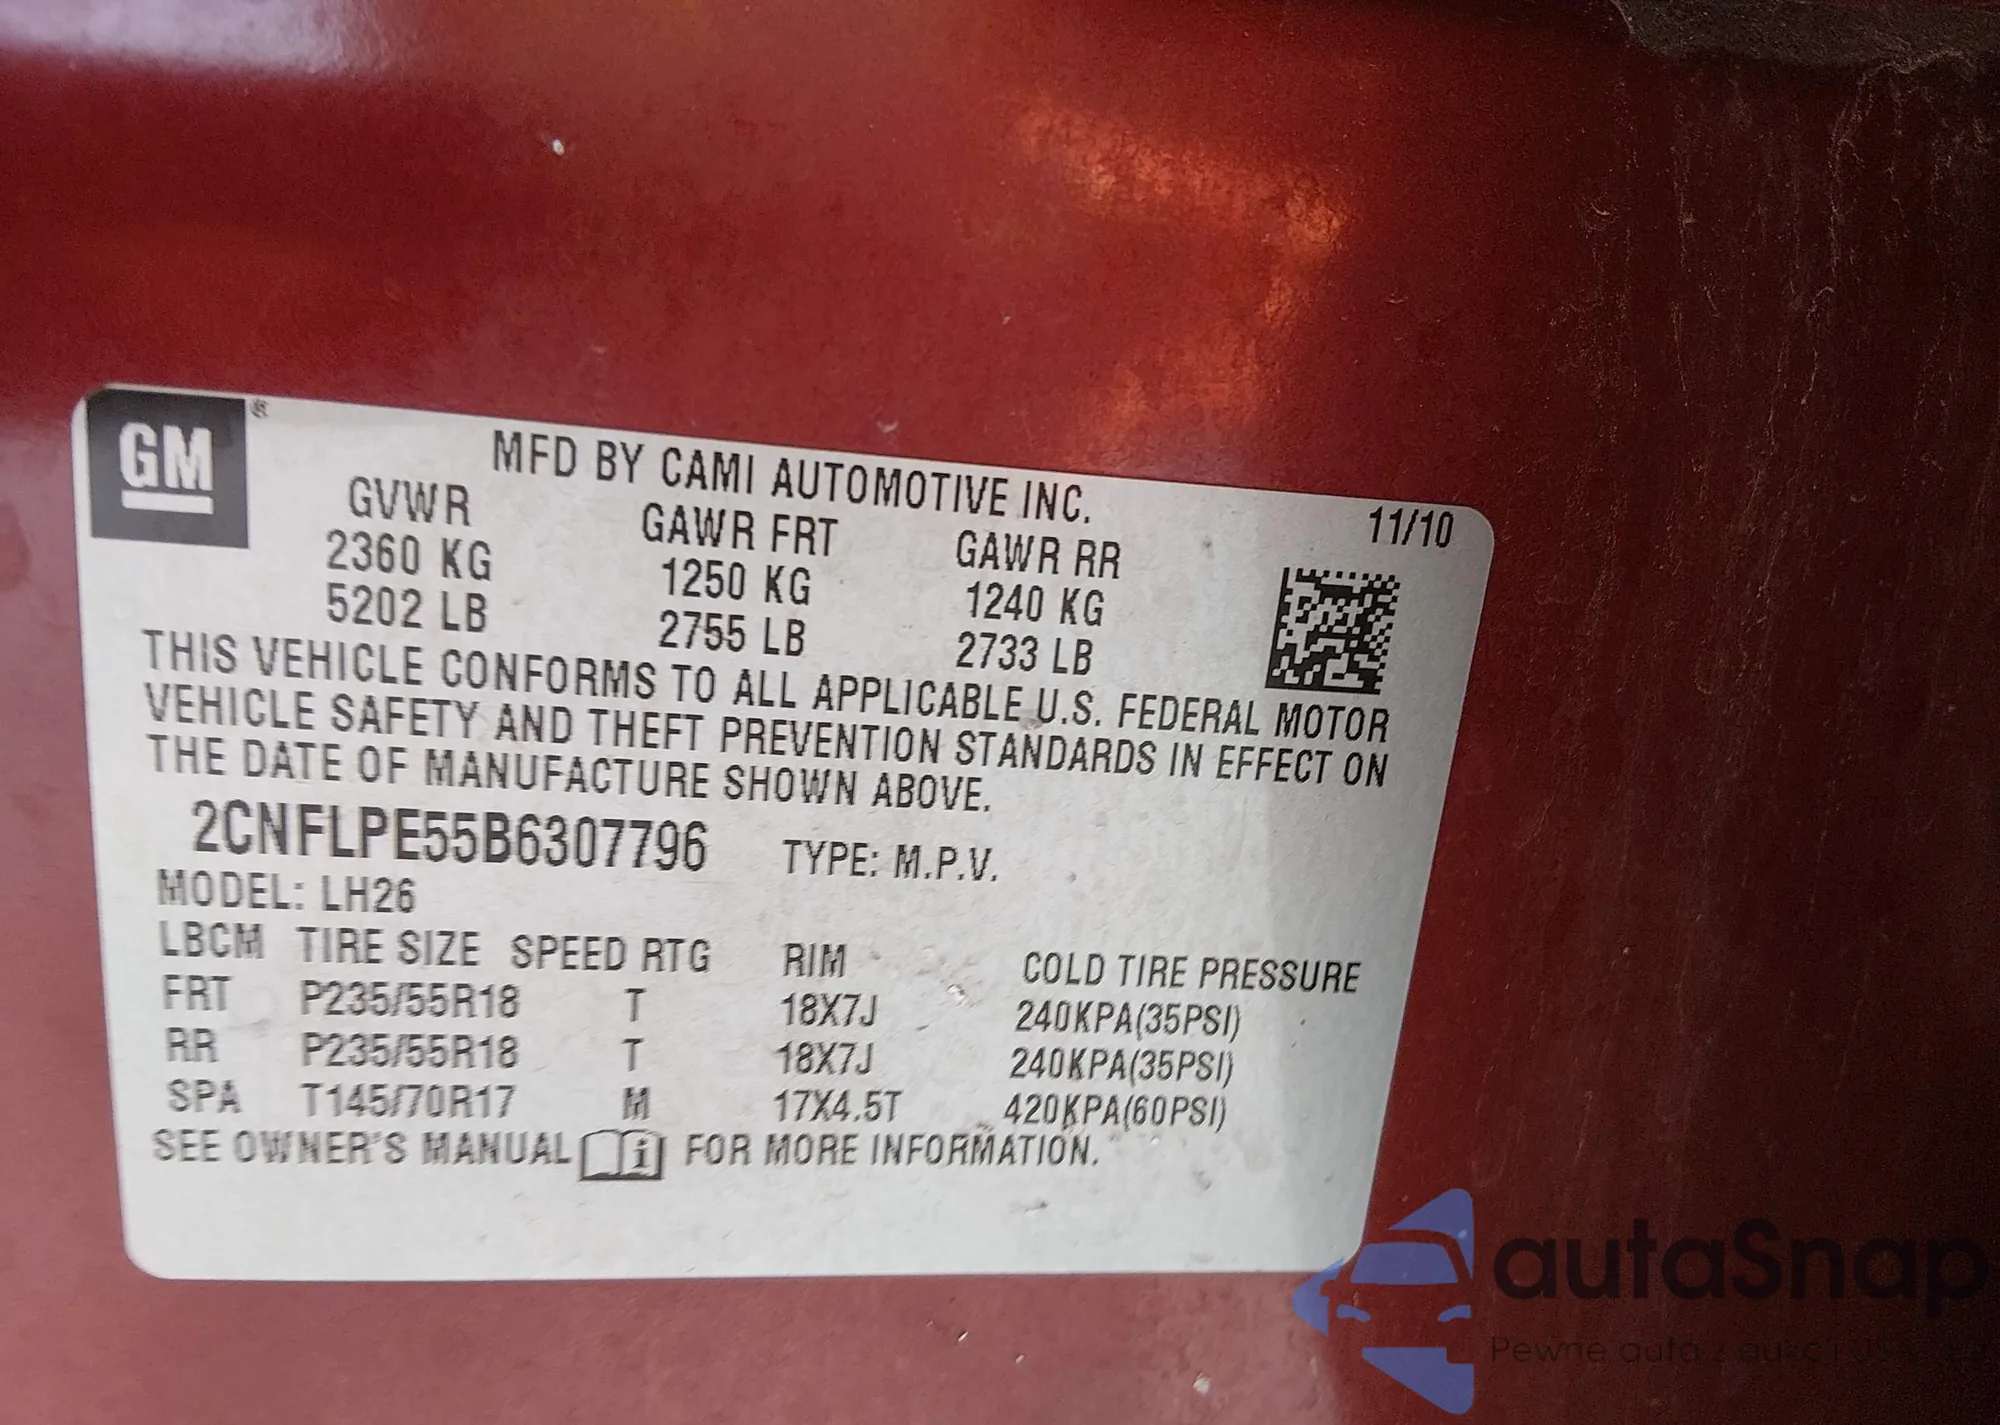 GM ®
MFD BY CAMI AUTOMOTIVE INC.
11/10
GVWR GAWR FRT GAWR RR
2360 KG 1250 KG 1240 KG
5202 LB 2755 LB 2733 LB
THIS VEHICLE CONFORMS TO ALL APPLICABLE U.S. FEDERAL MOTOR
VEHICLE SAFETY AND THEFT PREVENTION STANDARDS IN EFFECT ON
THE DATE OF MANUFACTURE SHOWN ABOVE.
2CNFLPE55B6307796 TYPE: M.P.V.
MODEL: LH26
LBCM TIRE SIZE SPEED RTG RIM COLD TIRE PRESSURE
FRT P235/55R18 T 18X7J 240KPA(35PSI)
RR P235/55R18 T 18X7J 240KPA(35PSI)
SPA T145/70R17 M 17X4.5T 420KPA(60PSI)
SEE OWNER'S MANUAL i FOR MORE INFORMATION.
autaSnap
Pewne auta z aukcji